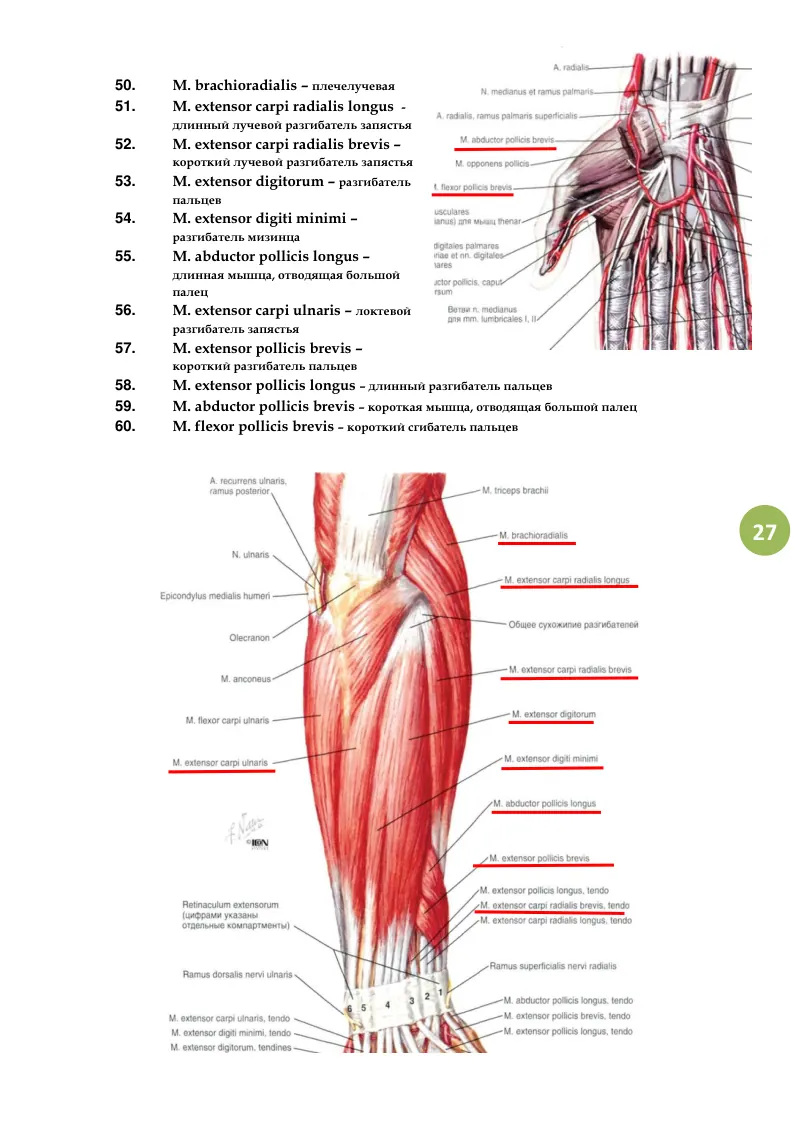 50. M. brachioradialis – плечелучевая
51. M. extensor carpi radialis longus -
длинный лучевой разгибатель запястья
52. M. extensor carpi radialis brevis –
короткий лучевой разгибатель запястья
53. M. extensor digitorum – разгибатель
пальцев
54. M. extensor digiti minimi –
разгибатель мизинца
55. M. abductor pollicis longus –
длинная мышца, отводящая большой
палец
56. M. extensor carpi ulnaris – локтевой
разгибатель запястья
57. M. extensor pollicis brevis –
короткий разгибатель пальцев
58. M. extensor pollicis longus – длинный разгибатель пальцев
59. M. abductor pollicis brevis – короткая мышца, отводящая большой палец
60. M. flexor pollicis brevis – короткий сгибатель пальцев
A. radialis
N. medianus et ramus palmaris
A. radialis, ramus palmaris superficialis
M. abductor pollicis brevis
M. opponens pollicis
M. flexor pollicis brevis
usculares
ianus) для мышц thenar
digitales palmares
riae et nn. digitales
nares
uctor pollicis, caput
rsum
Ветви n. medianus
для mm. lumbricales I, II
27
A. recurrens ulnaris,
ramus posterior
N. ulnaris
Epicondylus medialis humeri
Olecranon
M. anconeus
M. flexor carpi ulnaris
M. extensor carpi ulnaris
Retinaculum extensorum
(цифрами указаны
отдельные компартменты)
Ramus dorsalis nervi ulnaris
M. extensor carpi ulnaris, tendo
M. extensor digiti minimi, tendo
M. extensor digitorum, tendines
M. triceps brachii
M. brachioradialis
M. extensor carpi radialis longus
Общее сухожилие разгибателей
M. extensor carpi radialis brevis
M. extensor digitorum
M. extensor digiti minimi
M. abductor pollicis longus
M. extensor pollicis brevis
M. extensor pollicis longus, tendo
M. extensor carpi radialis brevis, tendo
M. extensor carpi radialis longus, tendo
Ramus superficialis nervi radialis
M. abductor pollicis longus, tendo
M. extensor pollicis brevis, tendo
M. extensor pollicis longus, tendo
6 5 4 3 2 1